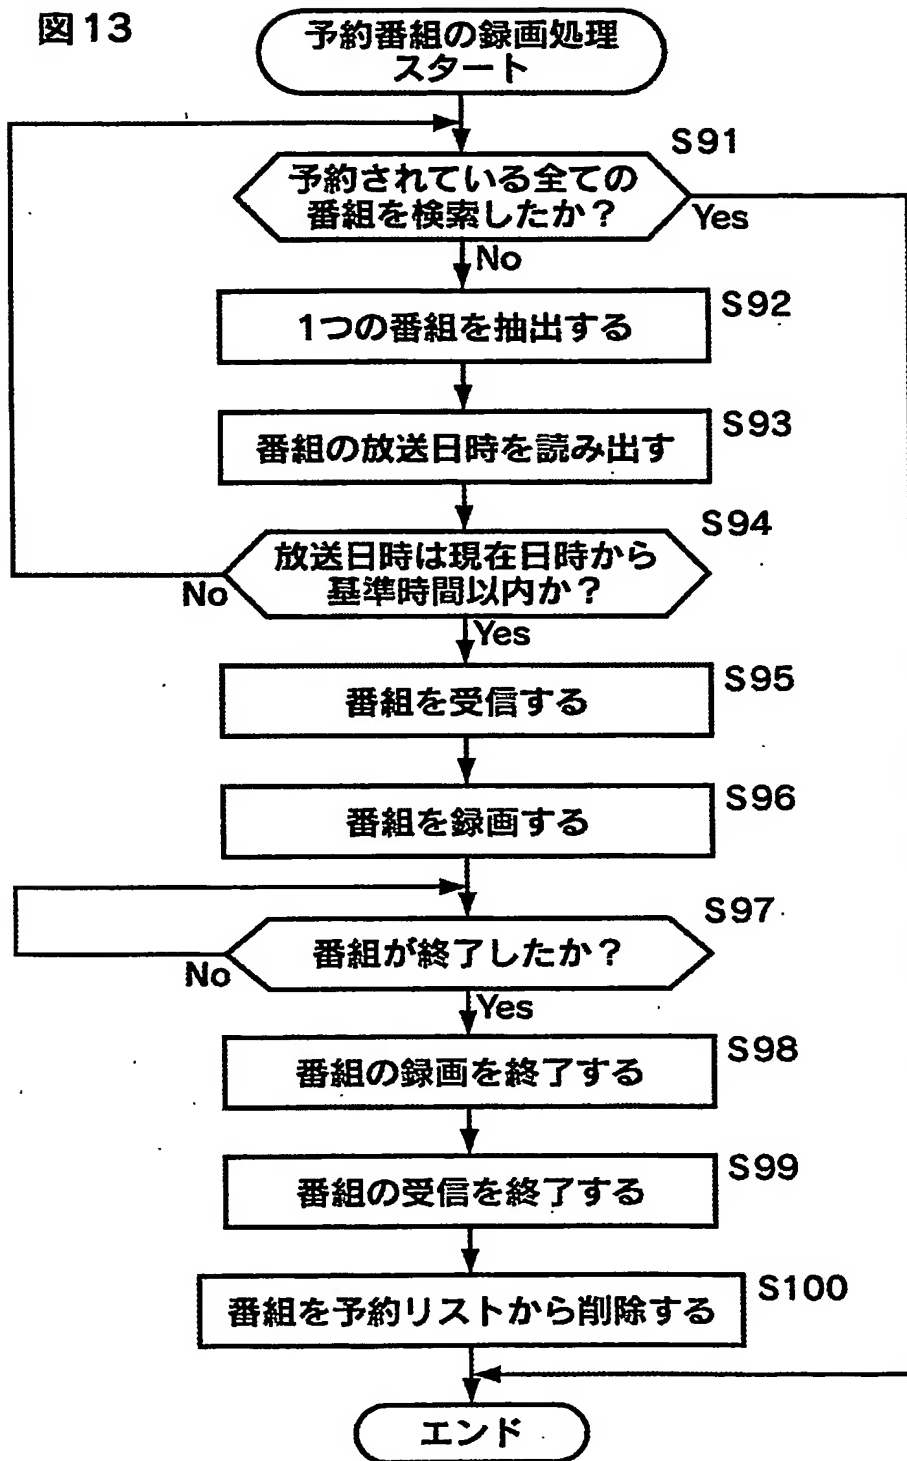 図13
予約番組の録画処理
スタート
S91
予約されている全ての
番組を検索したか？
Yes
No
S92
1つの番組を抽出する
S93
番組の放送日時を読み出す
S94
放送日時は現在日時から
基準時間以内か？
No
Yes
S95
番組を受信する
S96
番組を録画する
S97
番組が終了したか？
No
Yes
S98
番組の録画を終了する
S99
番組の受信を終了する
S100
番組を予約リストから削除する
エンド